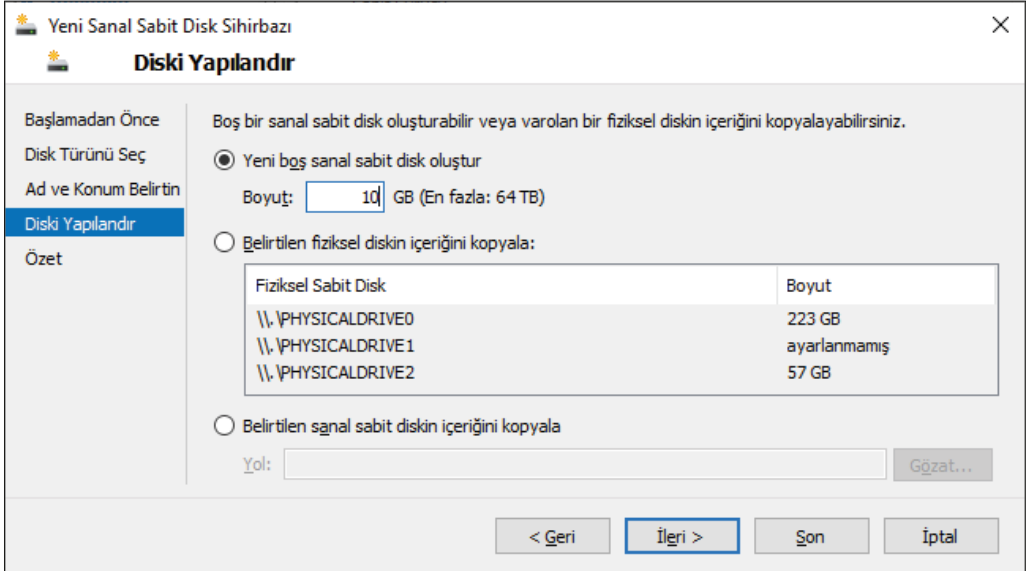 Yeni Sanal Sabit Disk Sihirbazı
Diski Yapılandır
Başlamadan Önce
Disk Türünü Seç
Ad ve Konum Belirtin
Diski Yapılandır
Özet
Boş bir sanal sabit disk oluşturabilir veya varolan bir fiziksel diskin içeriğini kopyalayabilirsiniz.
Yeni boş sanal sabit disk oluştur
Boyut: 10 GB (En fazla: 64 TB)
Belirtilen fiziksel diskin içeriğini kopyala:
Fiziksel Sabit Disk Boyut
\\.\PHYSICALDRIVE0 223 GB
\\.\PHYSICALDRIVE1 ayarlanmamış
\\.\PHYSICALDRIVE2 57 GB
Belirtilen sanal sabit diskin içeriğini kopyala
Yol: Gözat...
< Geri İleri > Son İptal